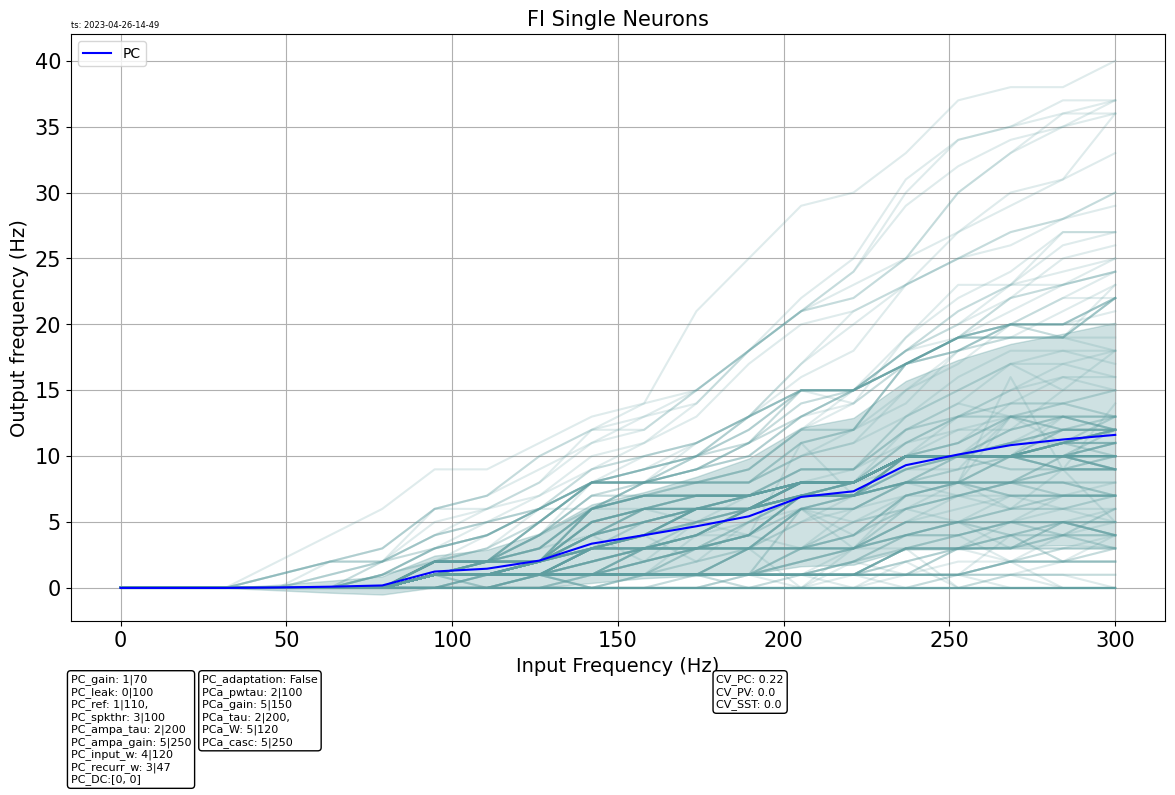 ts: 2023-04-26-14-49
FI Single Neurons
PC
40
35
30
25
20
15
10
5
0
Output frequency (Hz)
0 50 100 150 200 250 300
Input Frequency (Hz)
PC_gain: 1|70
PC_leak: 0|100
PC_ref: 1|110,
PC_spkthr: 3|100
PC_ampa_tau: 2|200
PC_ampa_gain: 5|250
PC_input_w: 4|120
PC_recurr_w: 3|47
PC_DC:[0, 0]
PC_adaptation: False
PCa_pwtau: 2|100
PCa_gain: 5|150
PCa_tau: 2|200,
PCa_W: 5|120
PCa_casc: 5|250
CV_PC: 0.22
CV_PV: 0.0
CV_SST: 0.0